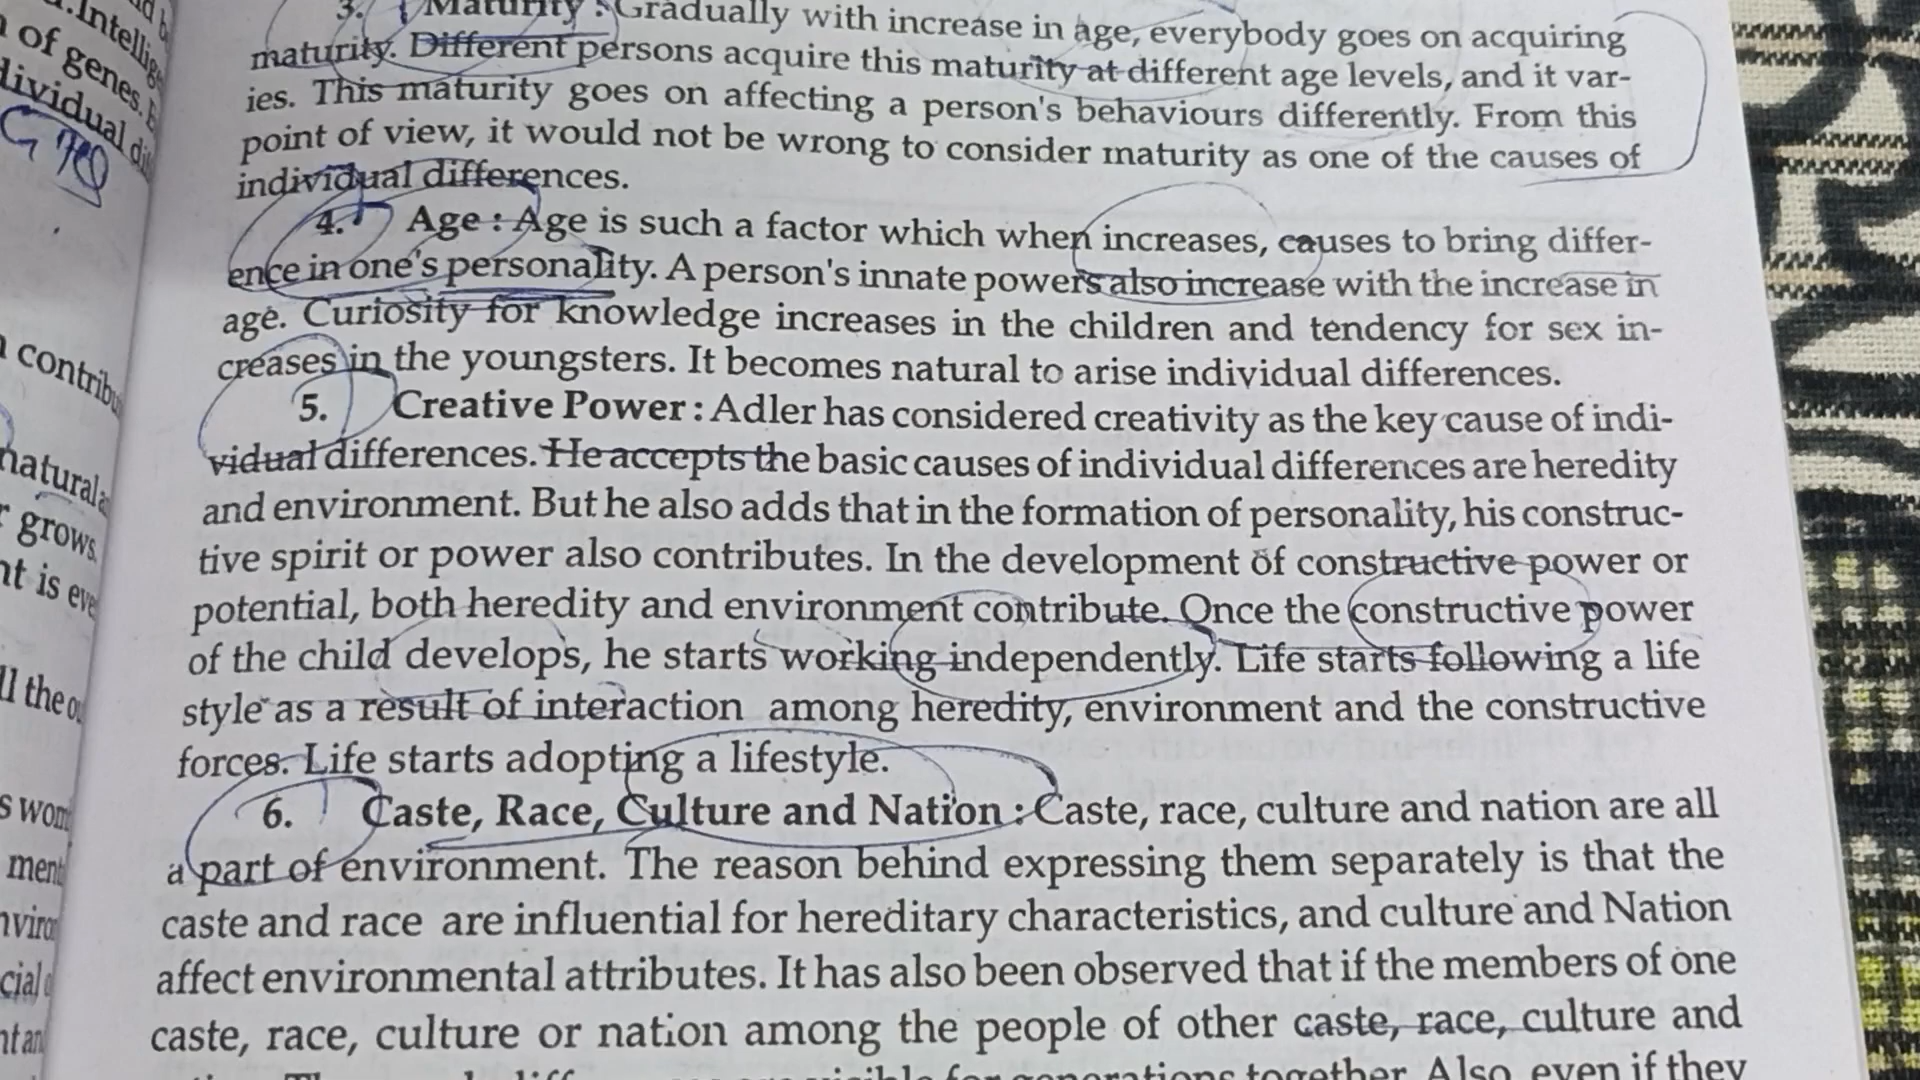 3. Maturity : Gradually with increase in age, everybody goes on acquiring
maturity. Different persons acquire this maturity at different age levels, and it var-
ies. This maturity goes on affecting a person's behaviours differently. From this
point of view, it would not be wrong to consider maturity as one of the causes of
individual differences.
4. Age : Age is such a factor which when increases, causes to bring differ-
ence in one's personality. A person's innate powers also increase with the increase in
age. Curiosity for knowledge increases in the children and tendency for sex in-
creases in the youngsters. It becomes natural to arise individual differences.
5. Creative Power : Adler has considered creativity as the key cause of indi-
vidual differences. He accepts the basic causes of individual differences are heredity
and environment. But he also adds that in the formation of personality, his construc-
tive spirit or power also contributes. In the development of constructive power or
potential, both heredity and environment contribute. Once the constructive power
of the child develops, he starts working independently. Life starts following a life
style as a result of interaction among heredity, environment and the constructive
forces. Life starts adopting a lifestyle.
6. Caste, Race, Culture and Nation : Caste, race, culture and nation are all
a part of environment. The reason behind expressing them separately is that the
caste and race are influential for hereditary characteristics, and culture and Nation
affect environmental attributes. It has also been observed that if the members of one
caste, race, culture or nation among the people of other caste, race, culture and
generations together. Also, even if they
of genes.
contribu
natural
grows.